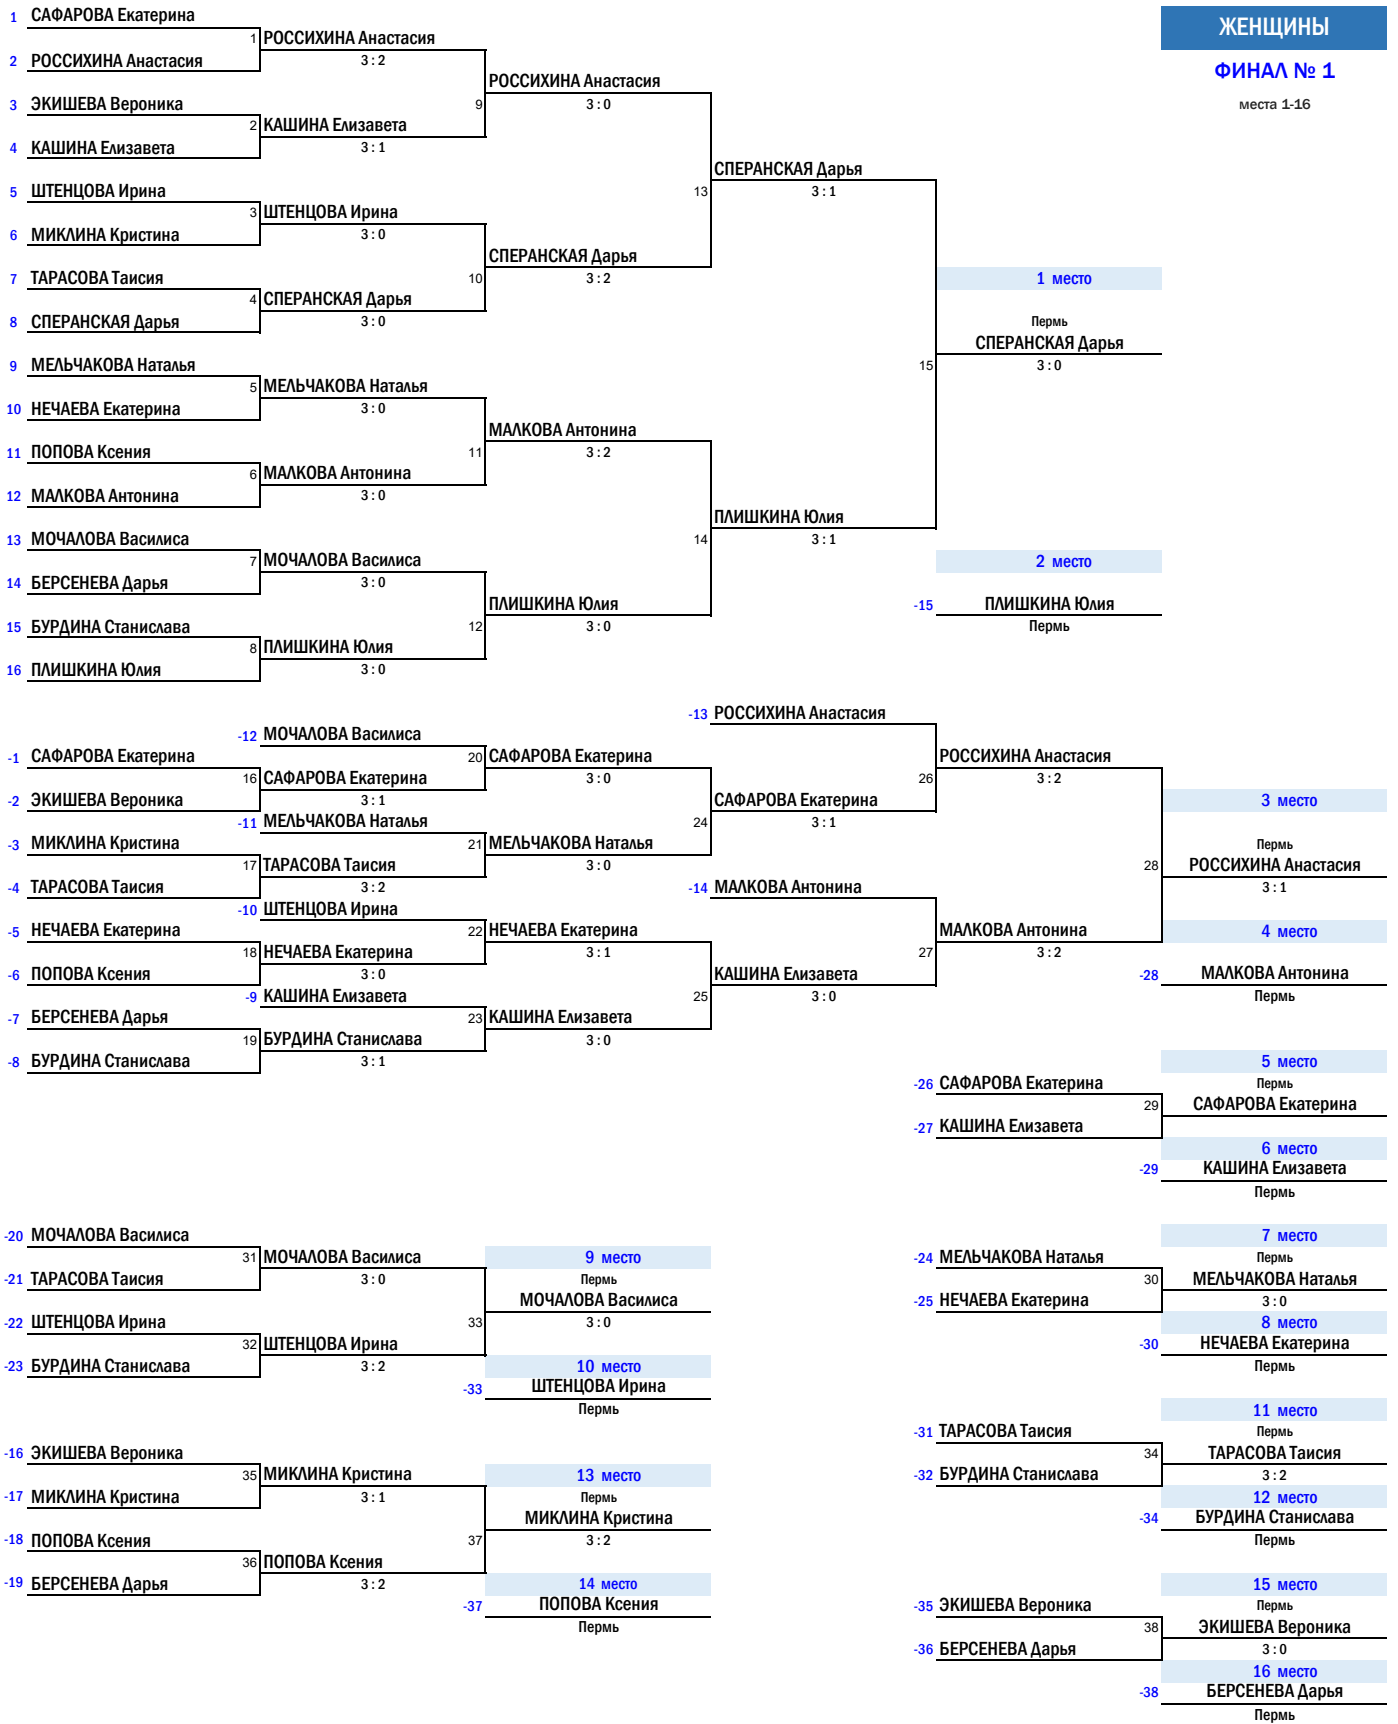 ЖЕНЩИНЫ
ФИНАЛ № 1
места 1-16
1 САФАРОВА Екатерина
1 РОССИХИНА Анастасия
2 РОССИХИНА Анастасия
3 : 2
РОССИХИНА Анастасия
3 ЭКИШЕВА Вероника
9
3 : 0
2 КАШИНА Елизавета
4 КАШИНА Елизавета
3 : 1
СПЕРАНСКАЯ Дарья
5 ШТЕНЦОВА Ирина
13
3 : 1
3 ШТЕНЦОВА Ирина
6 МИКЛИНА Кристина
3 : 0
СПЕРАНСКАЯ Дарья
7 ТАРАСОВА Таисия
10
3 : 2
1 место
4 СПЕРАНСКАЯ Дарья
8 СПЕРАНСКАЯ Дарья
3 : 0
Пермь
СПЕРАНСКАЯ Дарья
9 МЕЛЬЧАКОВА Наталья
15
3 : 0
5 МЕЛЬЧАКОВА Наталья
10 НЕЧАЕВА Екатерина
3 : 0
МАЛКОВА Антонина
11 ПОПОВА Ксения
11
3 : 2
6 МАЛКОВА Антонина
12 МАЛКОВА Антонина
3 : 0
ПЛИШКИНА Юлия
13 МОЧАЛОВА Василиса
14
3 : 1
7 МОЧАЛОВА Василиса
2 место
14 БЕРСЕНЕВА Дарья
3 : 0
ПЛИШКИНА Юлия
-15 ПЛИШКИНА Юлия
15 БУРДИНА Станислава
12
3 : 0
Пермь
8 ПЛИШКИНА Юлия
16 ПЛИШКИНА Юлия
3 : 0
-13 РОССИХИНА Анастасия
-12 МОЧАЛОВА Василиса
-1 САФАРОВА Екатерина
20 САФАРОВА Екатерина
РОССИХИНА Анастасия
16 САФАРОВА Екатерина
3 : 0
26
3 : 2
-2 ЭКИШЕВА Вероника
3 : 1
САФАРОВА Екатерина
3 место
-11 МЕЛЬЧАКОВА Наталья
24
3 : 1
-3 МИКЛИНА Кристина
21 МЕЛЬЧАКОВА Наталья
Пермь
17 ТАРАСОВА Таисия
3 : 0
28
РОССИХИНА Анастасия
-4 ТАРАСОВА Таисия
3 : 2
-14 МАЛКОВА Антонина
3 : 1
-10 ШТЕНЦОВА Ирина
-5 НЕЧАЕВА Екатерина
22 НЕЧАЕВА Екатерина
МАЛКОВА Антонина
4 место
18 НЕЧАЕВА Екатерина
3 : 1
27
3 : 2
-6 ПОПОВА Ксения
3 : 0
КАШИНА Елизавета
-28 МАЛКОВА Антонина
-9 КАШИНА Елизавета
25
3 : 0
Пермь
-7 БЕРСЕНЕВА Дарья
23 КАШИНА Елизавета
19 БУРДИНА Станислава
3 : 0
-8 БУРДИНА Станислава
3 : 1
5 место
-26 САФАРОВА Екатерина
Пермь
29 САФАРОВА Екатерина
-27 КАШИНА Елизавета
6 место
-29 КАШИНА Елизавета
Пермь
-20 МОЧАЛОВА Василиса
7 место
31 МОЧАЛОВА Василиса
9 место
-24 МЕЛЬЧАКОВА Наталья
Пермь
-21 ТАРАСОВА Таисия
3 : 0
Пермь
30 МЕЛЬЧАКОВА Наталья
МОЧАЛОВА Василиса
-25 НЕЧАЕВА Екатерина
3 : 0
-22 ШТЕНЦОВА Ирина
33
3 : 0
8 место
32 ШТЕНЦОВА Ирина
-30 НЕЧАЕВА Екатерина
-23 БУРДИНА Станислава
3 : 2
10 место
Пермь
-33 ШТЕНЦОВА Ирина
Пермь
11 место
-31 ТАРАСОВА Таисия
Пермь
-16 ЭКИШЕВА Вероника
34 ТАРАСОВА Таисия
35 МИКЛИНА Кристина
13 место
-32 БУРДИНА Станислава
3 : 2
-17 МИКЛИНА Кристина
3 : 1
Пермь
12 место
МИКЛИНА Кристина
-34 БУРДИНА Станислава
-18 ПОПОВА Ксения
37
3 : 2
Пермь
36 ПОПОВА Ксения
-19 БЕРСЕНЕВА Дарья
3 : 2
14 место
15 место
-37 ПОПОВА Ксения
-35 ЭКИШЕВА Вероника
Пермь
Пермь
38 ЭКИШЕВА Вероника
-36 БЕРСЕНЕВА Дарья
3 : 0
16 место
-38 БЕРСЕНЕВА Дарья
Пермь